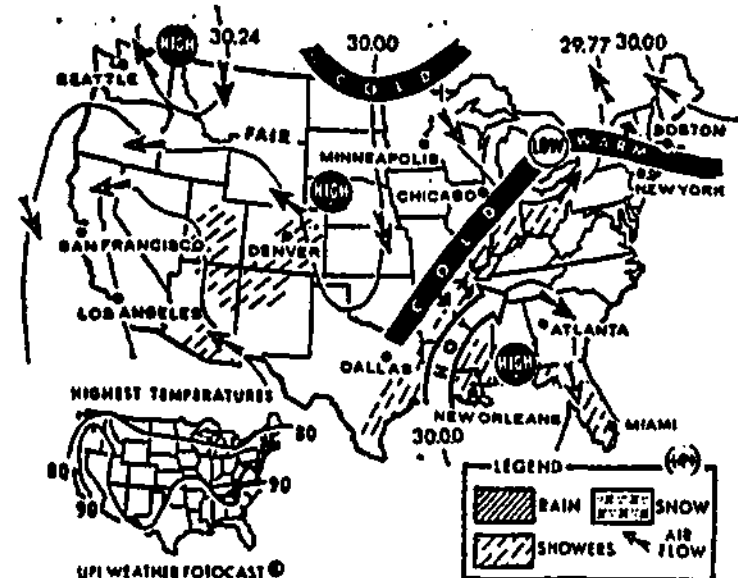 HIGH
30.24
30.00
29.77 30.00
SEATTLE
COLD
FAIR
MINNEAPOLIS
LOW
WARM
BOSTON
NEW YORK
HIGH
CHICAGO
COLD
SAN FRANCISCO
DENVER
LOS ANGELES
HOT
ATLANTA
DALLAS
HIGH
NEW ORLEANS
MIAMI
30.00
HIGHEST TEMPERATURES
80
80
90
90
LEGEND
UPI
RAIN
SNOW
SHOWERS
AIR
FLOW
UPI WEATHER FOTOCAST ©